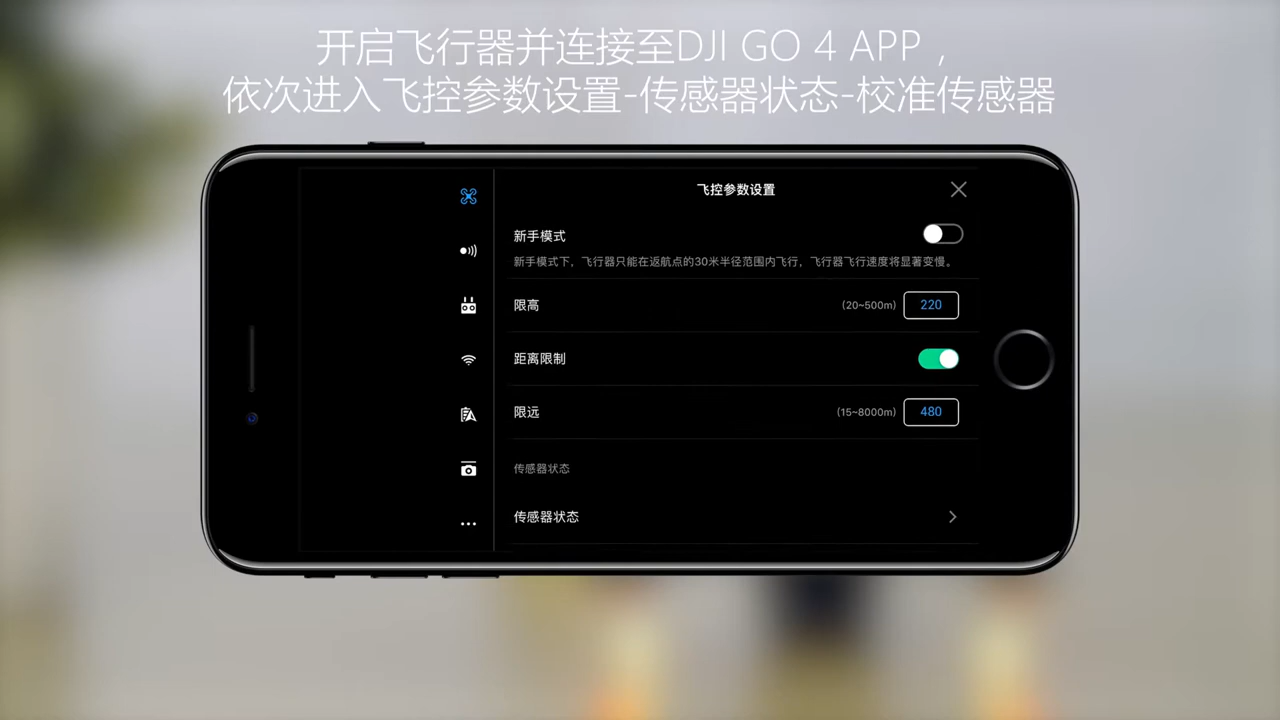 开启飞行器并连接至DJI GO 4 APP，
依次进入飞控参数设置-传感器状态-校准传感器
飞控参数设置
新手模式
新手模式下，飞行器只能在返航点的30米半径范围内飞行，飞行器飞行速度将显著变慢。
限高 (20~500m) 220
距离限制
限远 (15~8000m) 480
传感器状态
传感器状态